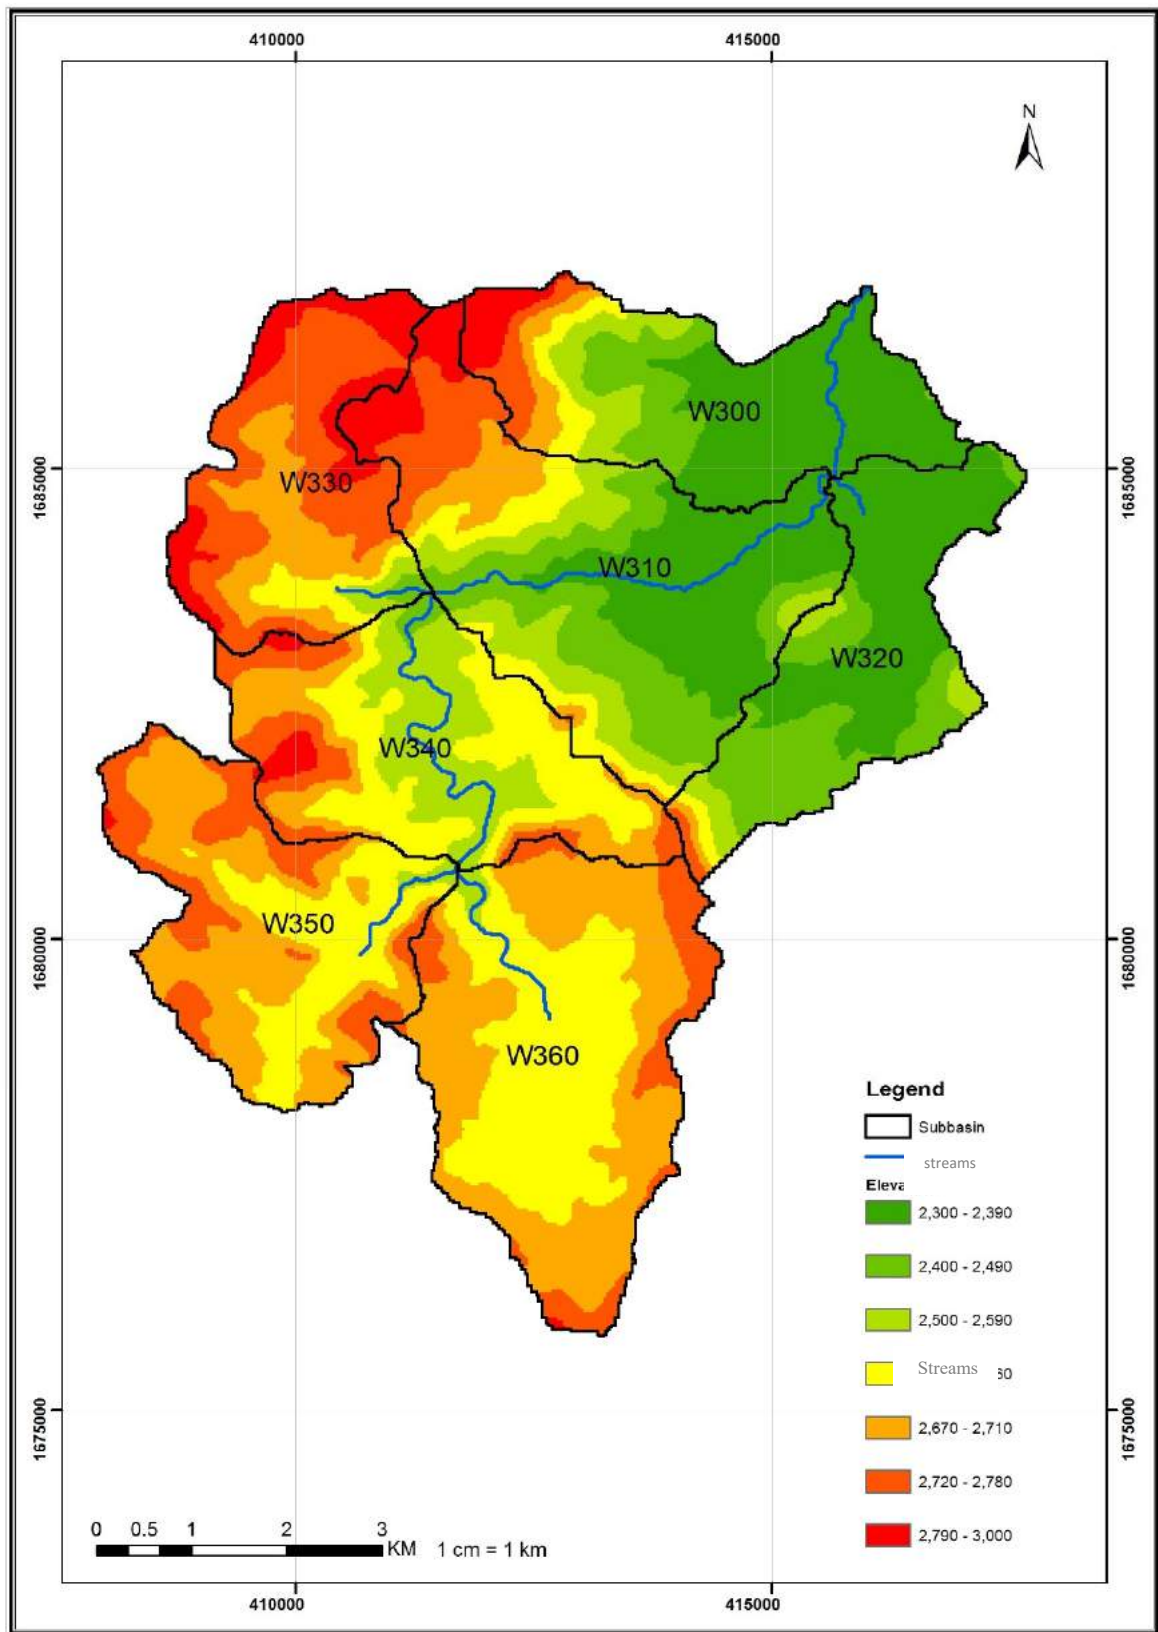 410000 415000
N
W300
1685000 1685000
W330
W310
W320
W340
W350
1680000 1680000
W360
Legend
Subbasin
streams
Eleva
2,300 - 2,390
2,400 - 2,490
2,500 - 2,590
Streams 60
2,670 - 2,710
1675000 1675000
2,720 - 2,780
2,790 - 3,000
0 0.5 1 2 3
KM 1 cm = 1 km
410000 415000